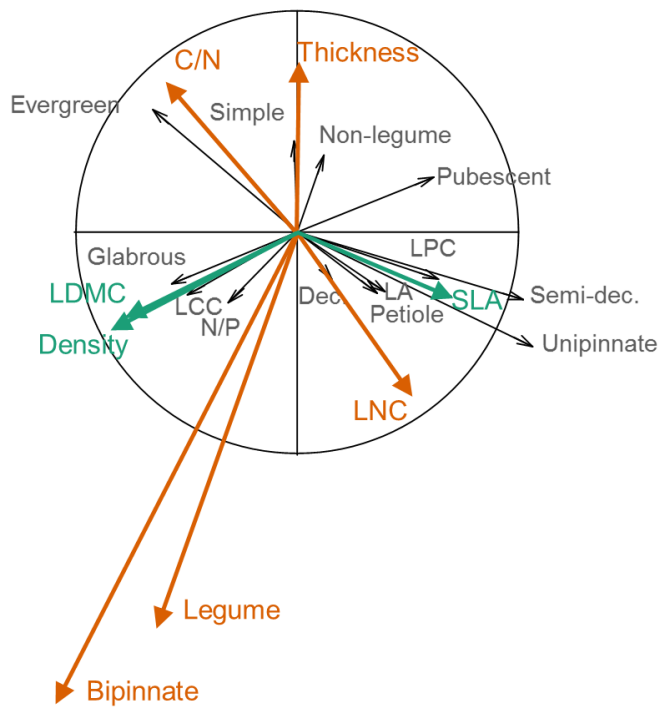 C/N
Thickness
Evergreen
Simple
Non-legume
Pubescent
Glabrous
LPC
LDMC
LCC
Dec.
LA
SLA
Semi-dec.
N/P
Petiole
Density
Unipinnate
LNC
Legume
Bipinnate